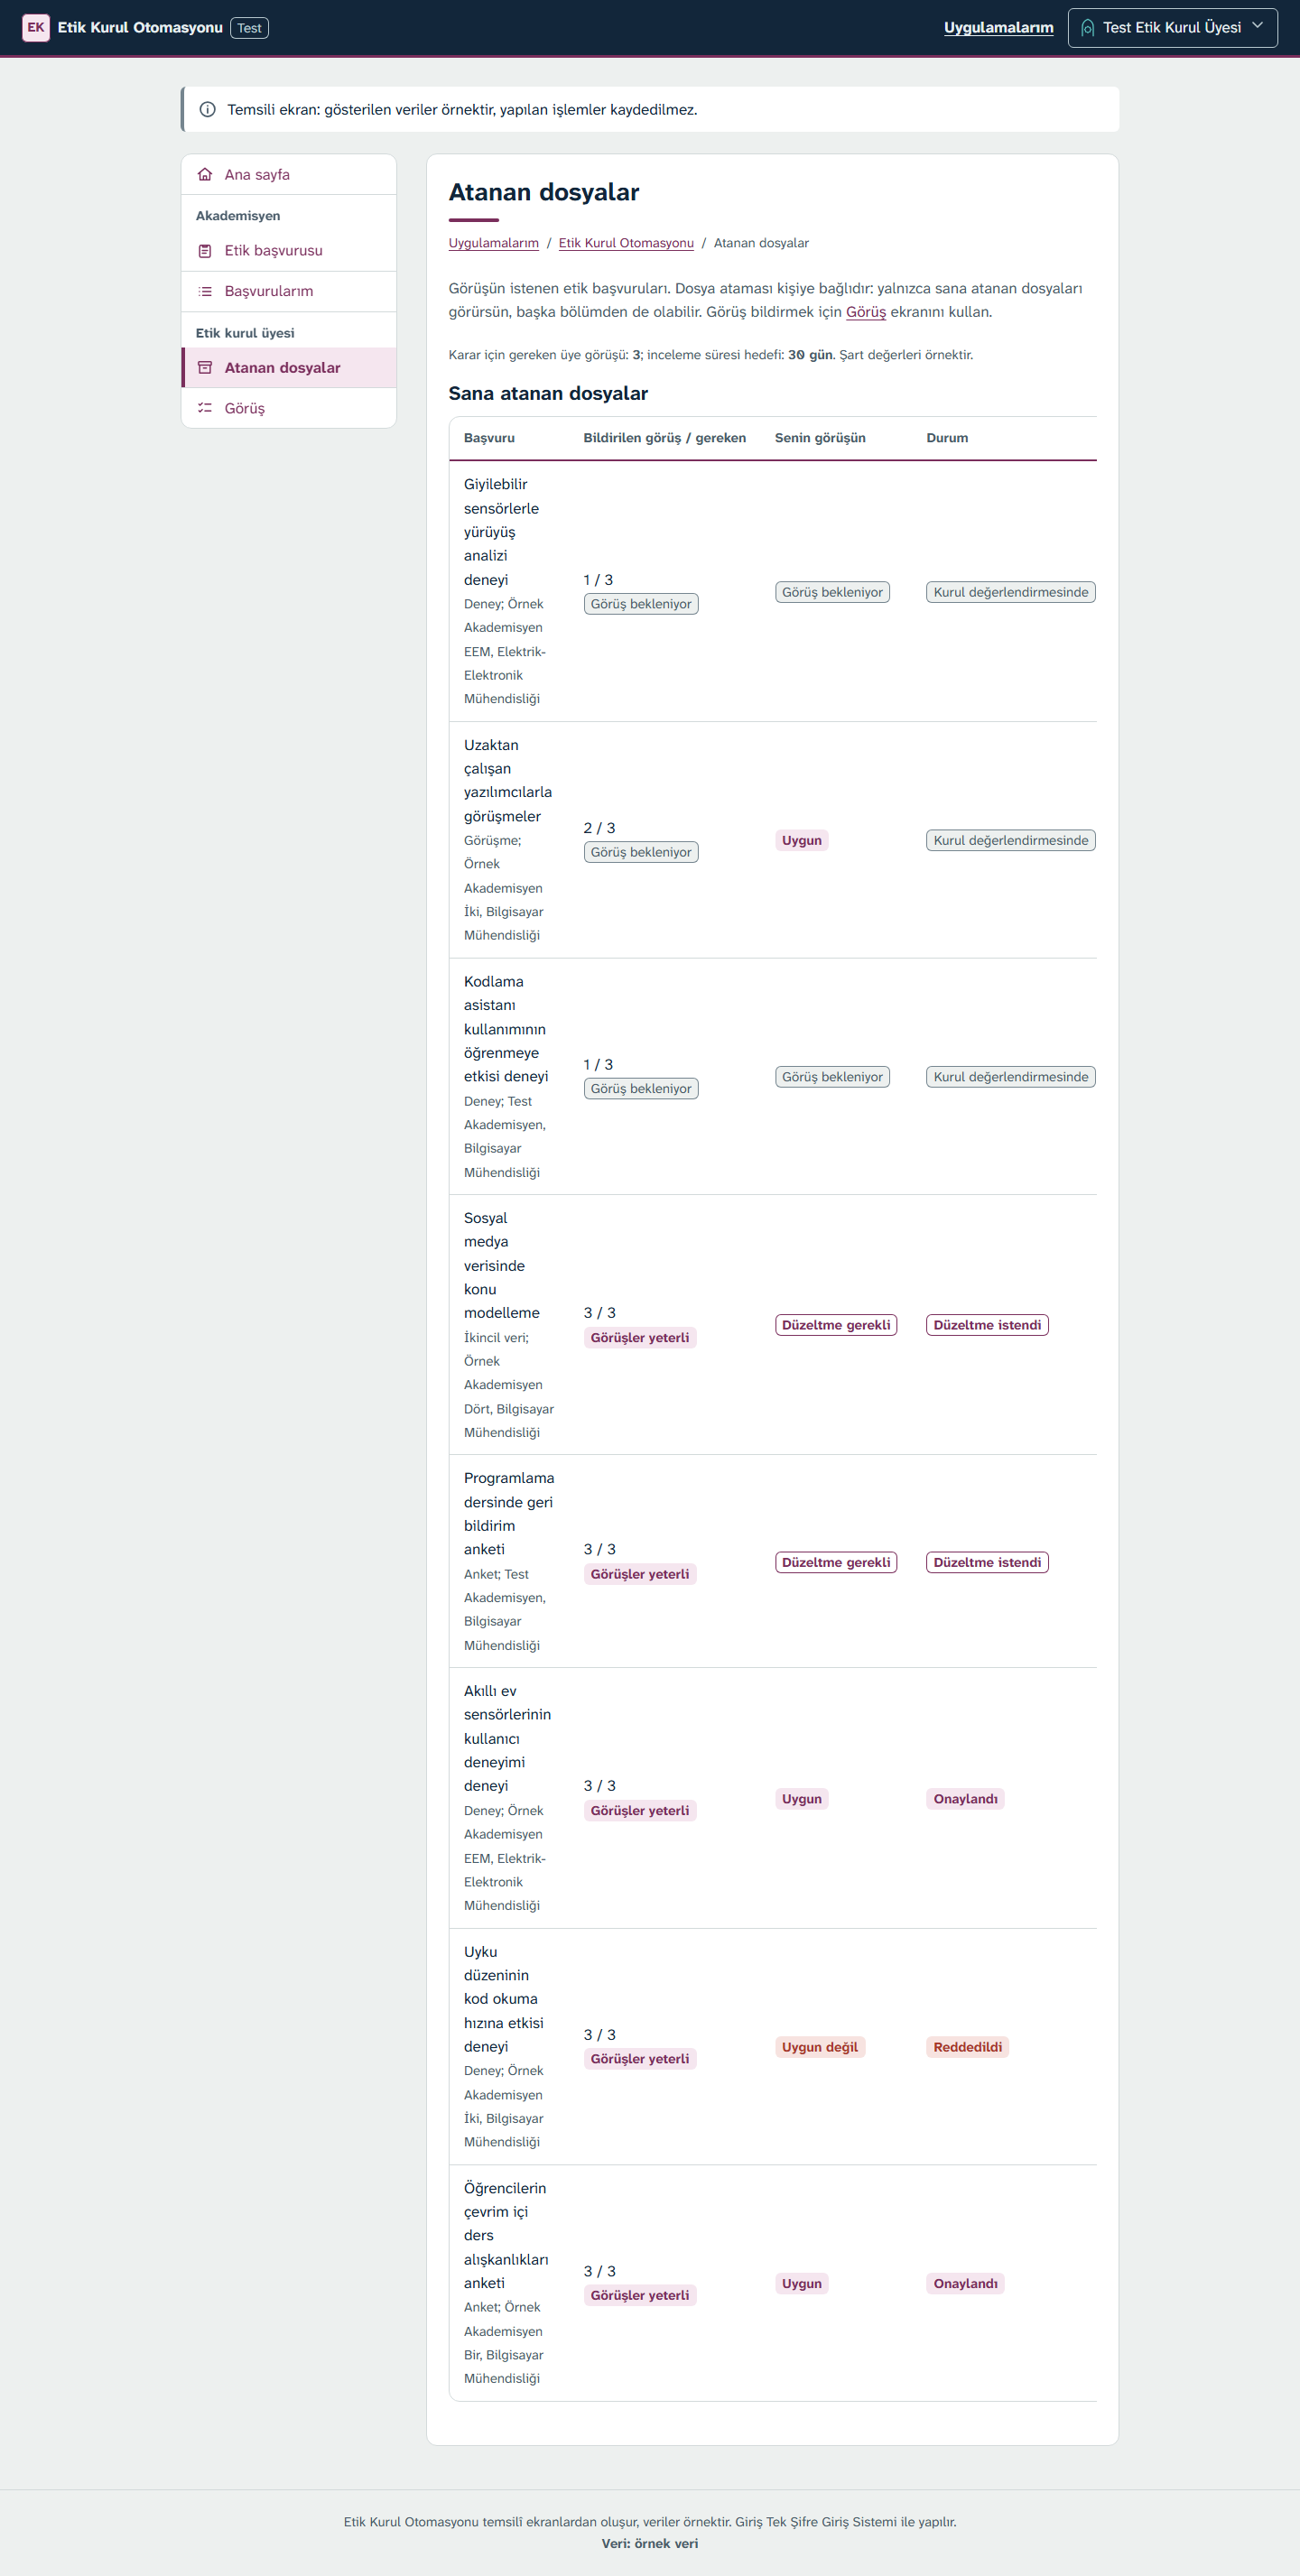 EK Etik Kurul Otomasyonu Test
Uygulamalarım
Test Etik Kurul Üyesi
Temsili ekran: gösterilen veriler örnektir, yapılan işlemler kaydedilmez.
Ana sayfa
Akademisyen
Etik başvurusu
Başvurularım
Etik kurul üyesi
Atanan dosyalar
Görüş
Atanan dosyalar
Uygulamalarım / Etik Kurul Otomasyonu / Atanan dosyalar
Görüşün istenen etik başvuruları. Dosya ataması kişiye bağlıdır: yalnızca sana atanan dosyaları
görürsün, başka bölümden de olabilir. Görüş bildirmek için Görüş ekranını kullan.
Karar için gereken üye görüşü: 3; inceleme süresi hedefi: 30 gün. Şart değerleri örnektir.
Sana atanan dosyalar
Başvuru Bildirilen görüş / gereken Senin görüşün Durum
Giyilebilir
sensörlerle
yürüyüş
analizi
deneyi
Deney; Örnek
Akademisyen
EEM, Elektrik-
Elektronik
Mühendisliği
1 / 3
Görüş bekleniyor
Görüş bekleniyor
Kurul değerlendirmesinde
Uzaktan
çalışan
yazılımcılarla
görüşmeler
Görüşme;
Örnek
Akademisyen
İki, Bilgisayar
Mühendisliği
2 / 3
Görüş bekleniyor
Uygun
Kurul değerlendirmesinde
Kodlama
asistanı
kullanımının
öğrenmeye
etkisi deneyi
Deney; Test
Akademisyen,
Bilgisayar
Mühendisliği
1 / 3
Görüş bekleniyor
Görüş bekleniyor
Kurul değerlendirmesinde
Sosyal
medya
verisinde
konu
modelleme
İkincil veri;
Örnek
Akademisyen
Dört, Bilgisayar
Mühendisliği
3 / 3
Görüşler yeterli
Düzeltme gerekli
Düzeltme istendi
Programlama
dersinde geri
bildirim
anketi
Anket; Test
Akademisyen,
Bilgisayar
Mühendisliği
3 / 3
Görüşler yeterli
Düzeltme gerekli
Düzeltme istendi
Akıllı ev
sensörlerinin
kullanıcı
deneyimi
deneyi
Deney; Örnek
Akademisyen
EEM, Elektrik-
Elektronik
Mühendisliği
3 / 3
Görüşler yeterli
Uygun
Onaylandı
Uyku
düzeninin
kod okuma
hızına etkisi
deneyi
Deney; Örnek
Akademisyen
İki, Bilgisayar
Mühendisliği
3 / 3
Görüşler yeterli
Uygun değil
Reddedildi
Öğrencilerin
çevrim içi
ders
alışkanlıkları
anketi
Anket; Örnek
Akademisyen
Bir, Bilgisayar
Mühendisliği
3 / 3
Görüşler yeterli
Uygun
Onaylandı
Etik Kurul Otomasyonu temsilî ekranlardan oluşur, veriler örnektir. Giriş Tek Şifre Giriş Sistemi ile yapılır.
Veri: örnek veri